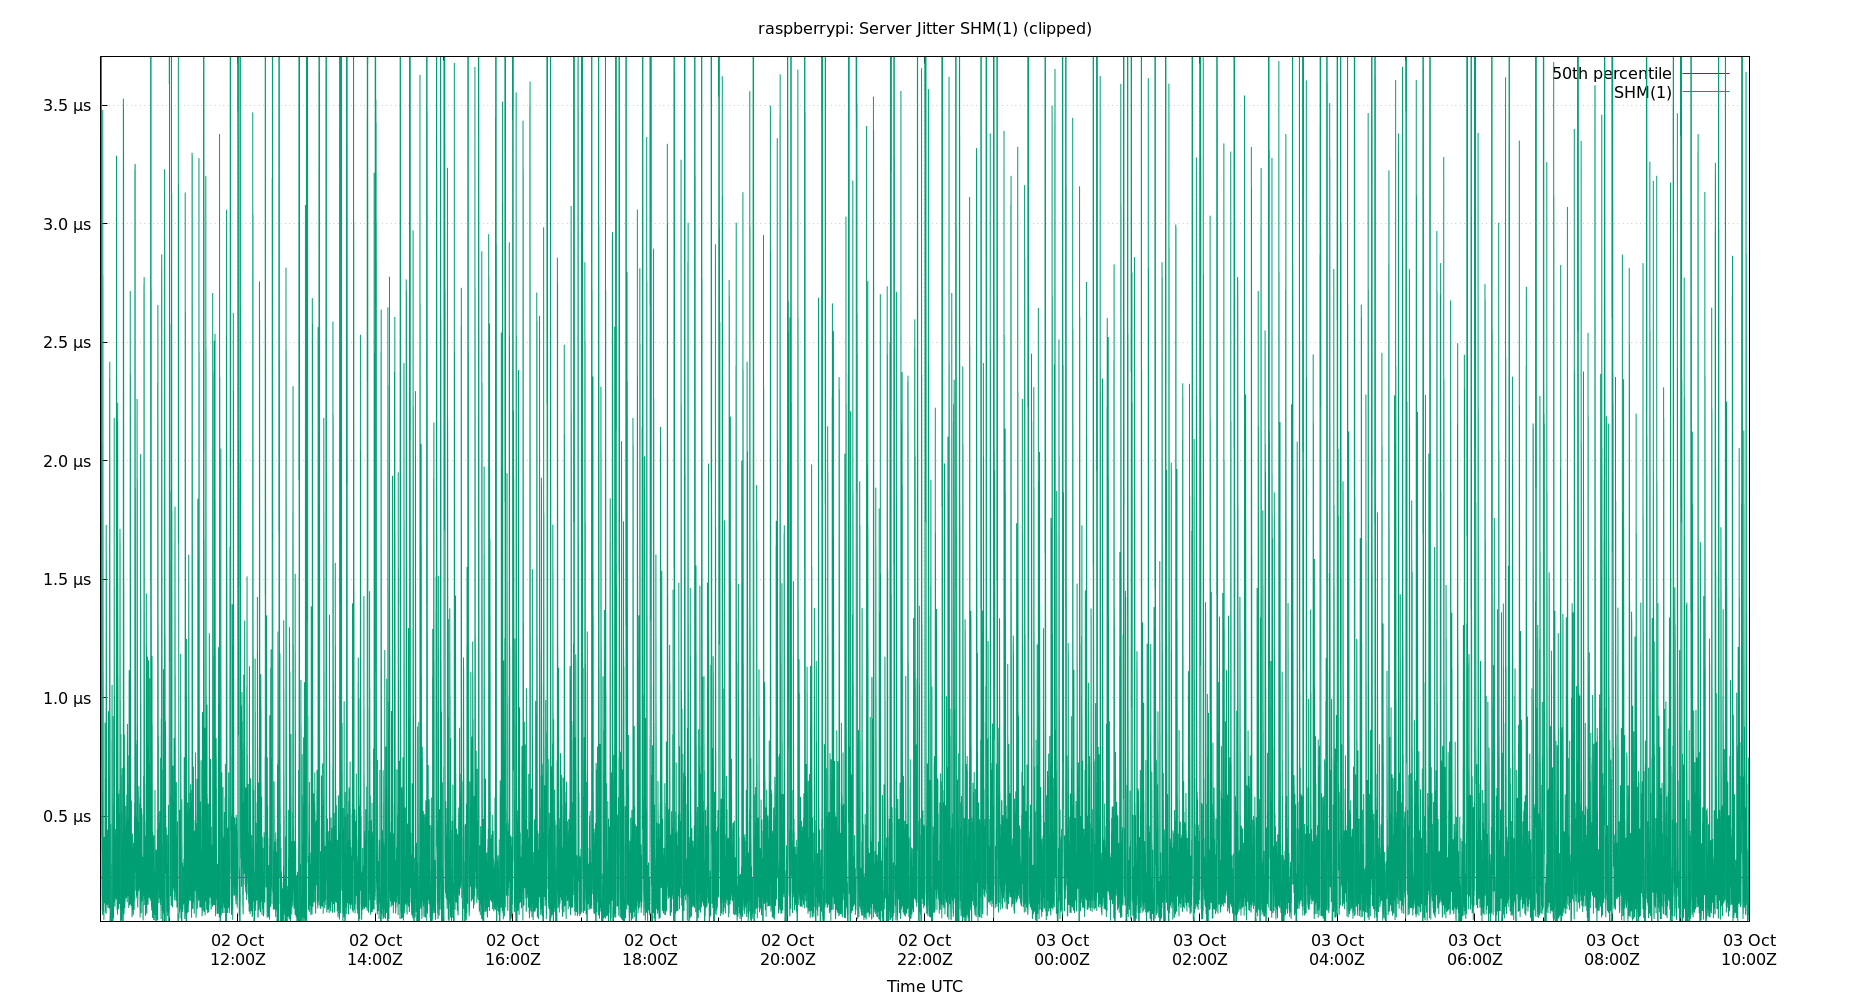 raspberrypi: Server Jitter SHM(1) (clipped)
50th percentile
SHM(1)
3.5 µs
3.0 µs
2.5 µs
2.0 µs
1.5 µs
1.0 µs
0.5 µs
02 Oct 02 Oct 02 Oct 02 Oct 02 Oct 02 Oct 03 Oct 03 Oct 03 Oct 03 Oct 03 Oct 03 Oct
12:00Z 14:00Z 16:00Z 18:00Z 20:00Z 22:00Z 00:00Z 02:00Z 04:00Z 06:00Z 08:00Z 10:00Z
Time UTC